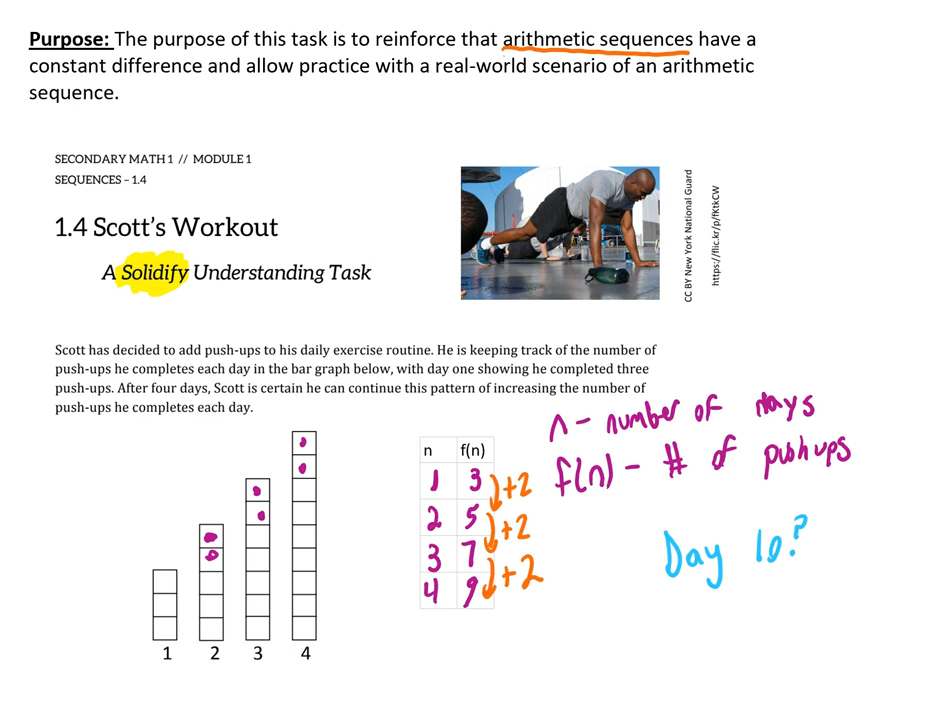 Purpose: The purpose of this task is to reinforce that arithmetic sequences have a
constant difference and allow practice with a real-world scenario of an arithmetic
sequence.
SECONDARY MATH 1 // MODULE 1
SEQUENCES – 1.4
1.4 Scott's Workout
A Solidify Understanding Task
CC BY New York National Guard
https://flic.kr/p/fKtkCW
Scott has decided to add push-ups to his daily exercise routine. He is keeping track of the number of
push-ups he completes each day in the bar graph below, with day one showing he completed three
push-ups. After four days, Scott is certain he can continue this pattern of increasing the number of
push-ups he completes each day.
n - number of days
f(n) - # of pushups
n f(n)
1 3
+2
2 5
+2
3 7
+2
4 9
Day 10?
1 2 3 4